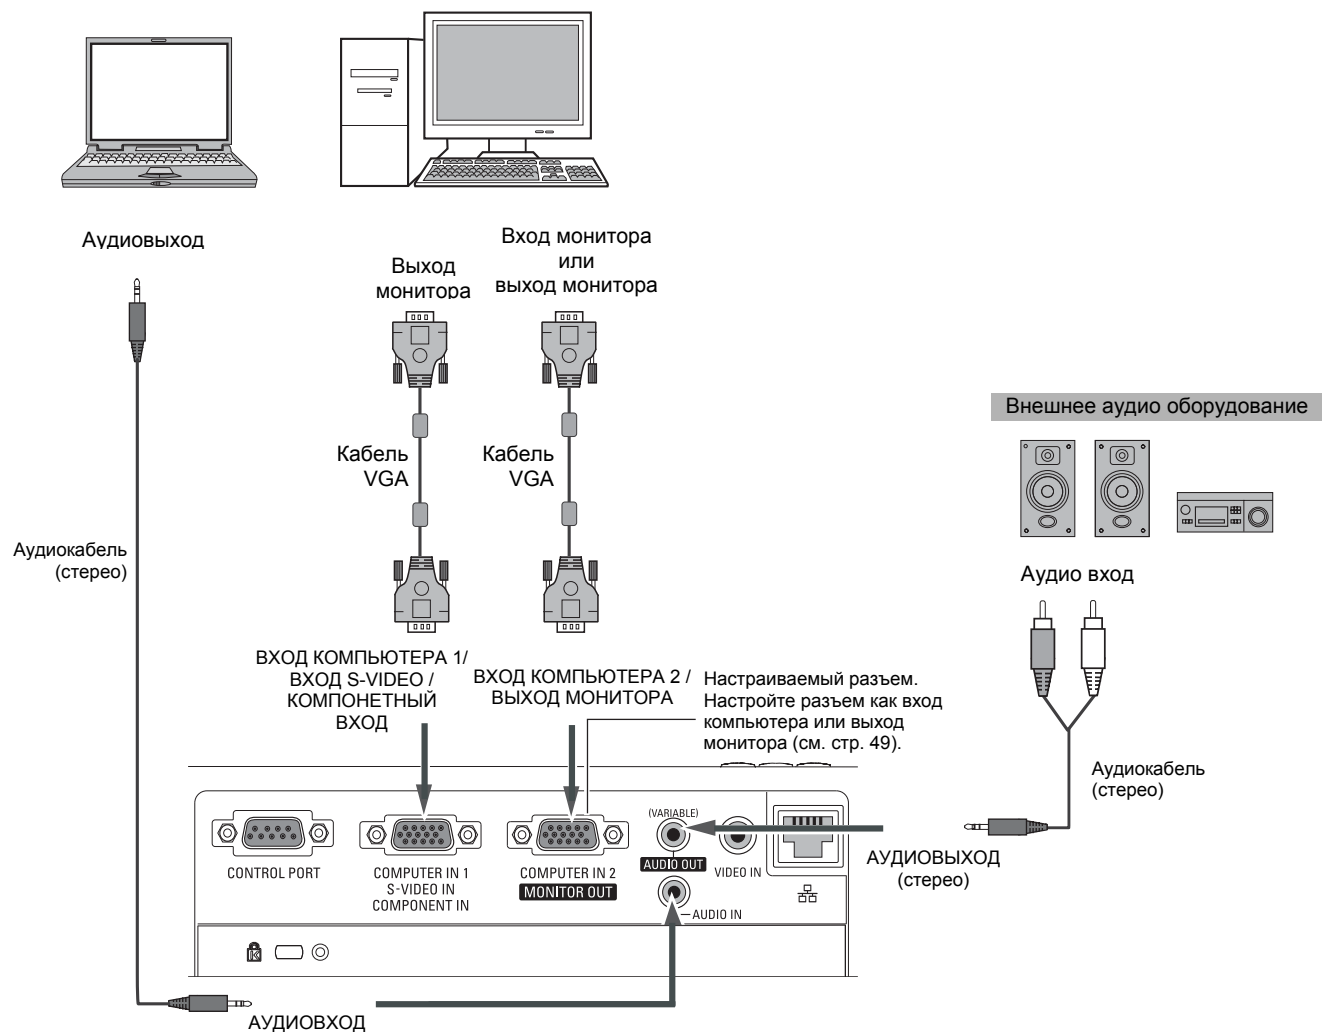 Аудиовыход
Вход монитора
или
выход монитора
Выход
монитора
Внешнее аудио оборудование
Кабель
VGA
Кабель
VGA
Аудиокабель
(стерео)
Аудио вход
ВХОД КОМПЬЮТЕРА 1/
ВХОД S-VIDEO /
КОМПОНЕТНЫЙ
ВХОД
ВХОД КОМПЬЮТЕРА 2 /
ВЫХОД МОНИТОРА
Настраиваемый разъем.
Настройте разъем как вход
компьютера или выход
монитора (см. стр. 49).
Аудиокабель
(стерео)
(VARIABLE)
CONTROL PORT
COMPUTER IN 1
S-VIDEO IN
COMPONENT IN
COMPUTER IN 2
MONITOR OUT
AUDIO OUT
VIDEO IN
АУДИОВЫХОД
(стерео)
AUDIO IN
K
АУДИОВХОД